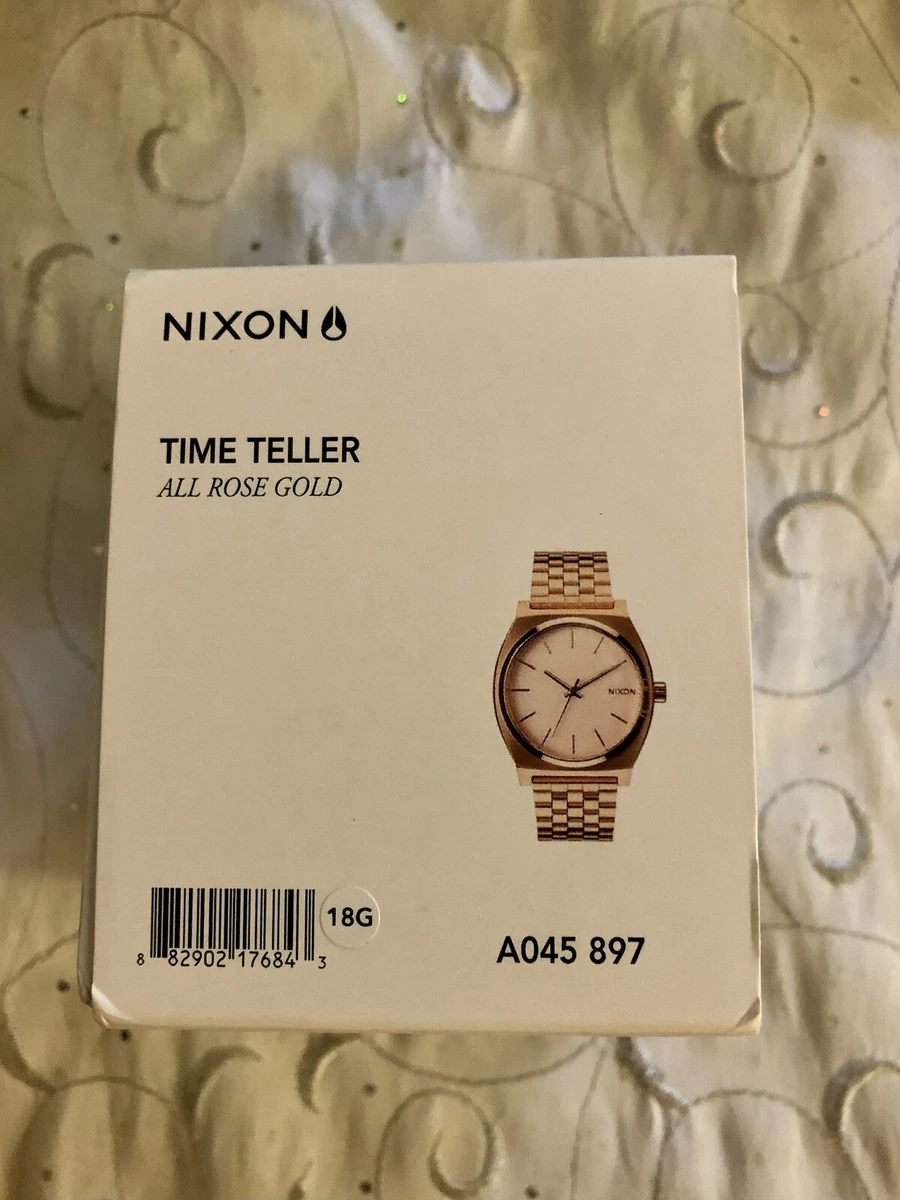 NIXON
TIME TELLER
ALL ROSE GOLD
NIXON
18G
8 82902 17684 3
A045 897